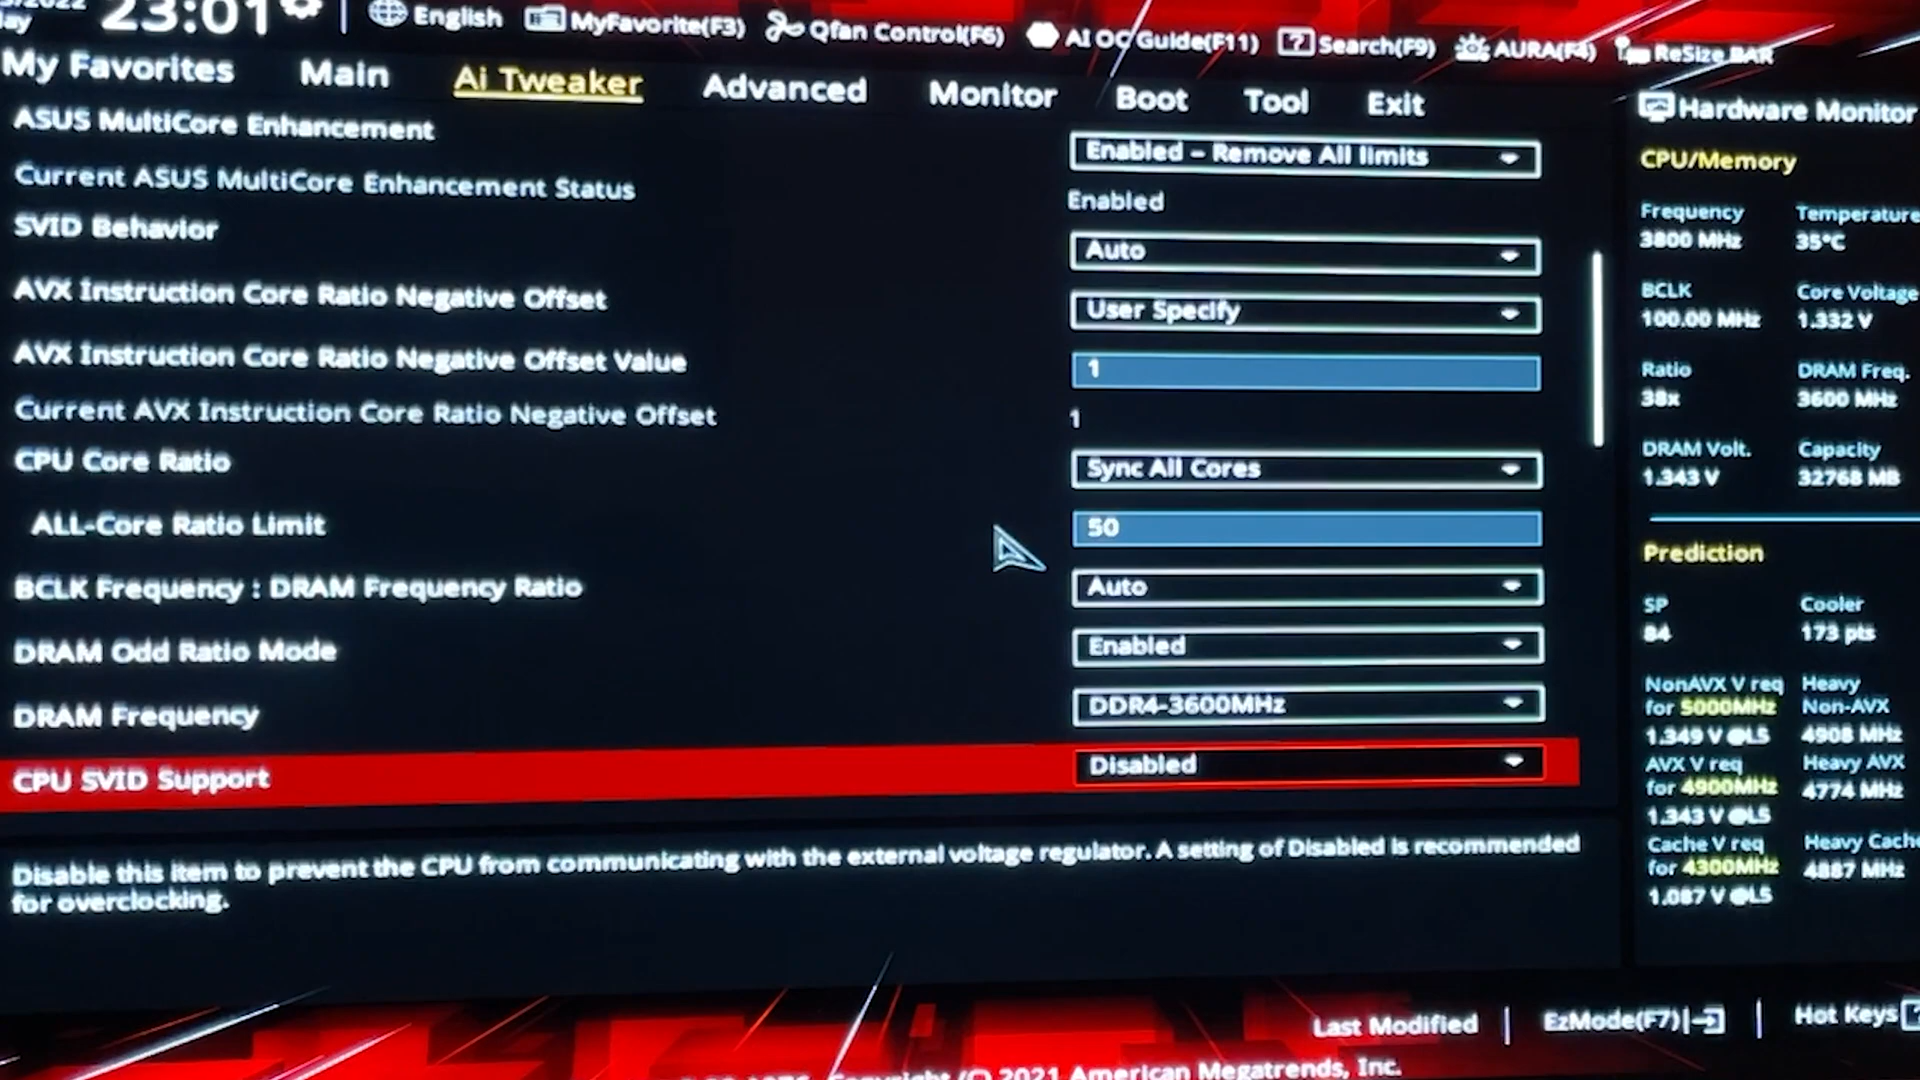 23:01
English
MyFavorite(F3)
Qfan Control(F6)
AI OC Guide(F11)
Search(F9)
AURA(F4)
ReSize BAR
My Favorites
Main
Ai Tweaker
Advanced
Monitor
Boot
Tool
Exit
ASUS MultiCore Enhancement
Enabled – Remove All limits
Current ASUS MultiCore Enhancement Status
Enabled
SVID Behavior
Auto
AVX Instruction Core Ratio Negative Offset
User Specify
AVX Instruction Core Ratio Negative Offset Value
1
Current AVX Instruction Core Ratio Negative Offset
1
CPU Core Ratio
Sync All Cores
ALL-Core Ratio Limit
50
BCLK Frequency : DRAM Frequency Ratio
Auto
DRAM Odd Ratio Mode
Enabled
DRAM Frequency
DDR4-3600MHz
CPU SVID Support
Disabled
Disable this item to prevent the CPU from communicating with the external voltage regulator. A setting of Disabled is recommended
for overclocking.
Hardware Monitor
CPU/Memory
Frequency
Temperature
3800 MHz
35°C
BCLK
Core Voltage
100.00 MHz
1.332 V
Ratio
DRAM Freq.
38x
3600 MHz
DRAM Volt.
Capacity
1.343 V
32768 MB
Prediction
SP
Cooler
84
173 pts
NonAVX V req
Heavy
for 5000MHz
Non-AVX
1.349 V @L5
4908 MHz
AVX V req
Heavy AVX
for 4900MHz
4774 MHz
1.343 V @L5
Cache V req
Heavy Cache
for 4300MHz
4887 MHz
1.087 V @L5
Last Modified
EzMode(F7)
Hot Keys
Copyright (C) 2021 American Megatrends, Inc.